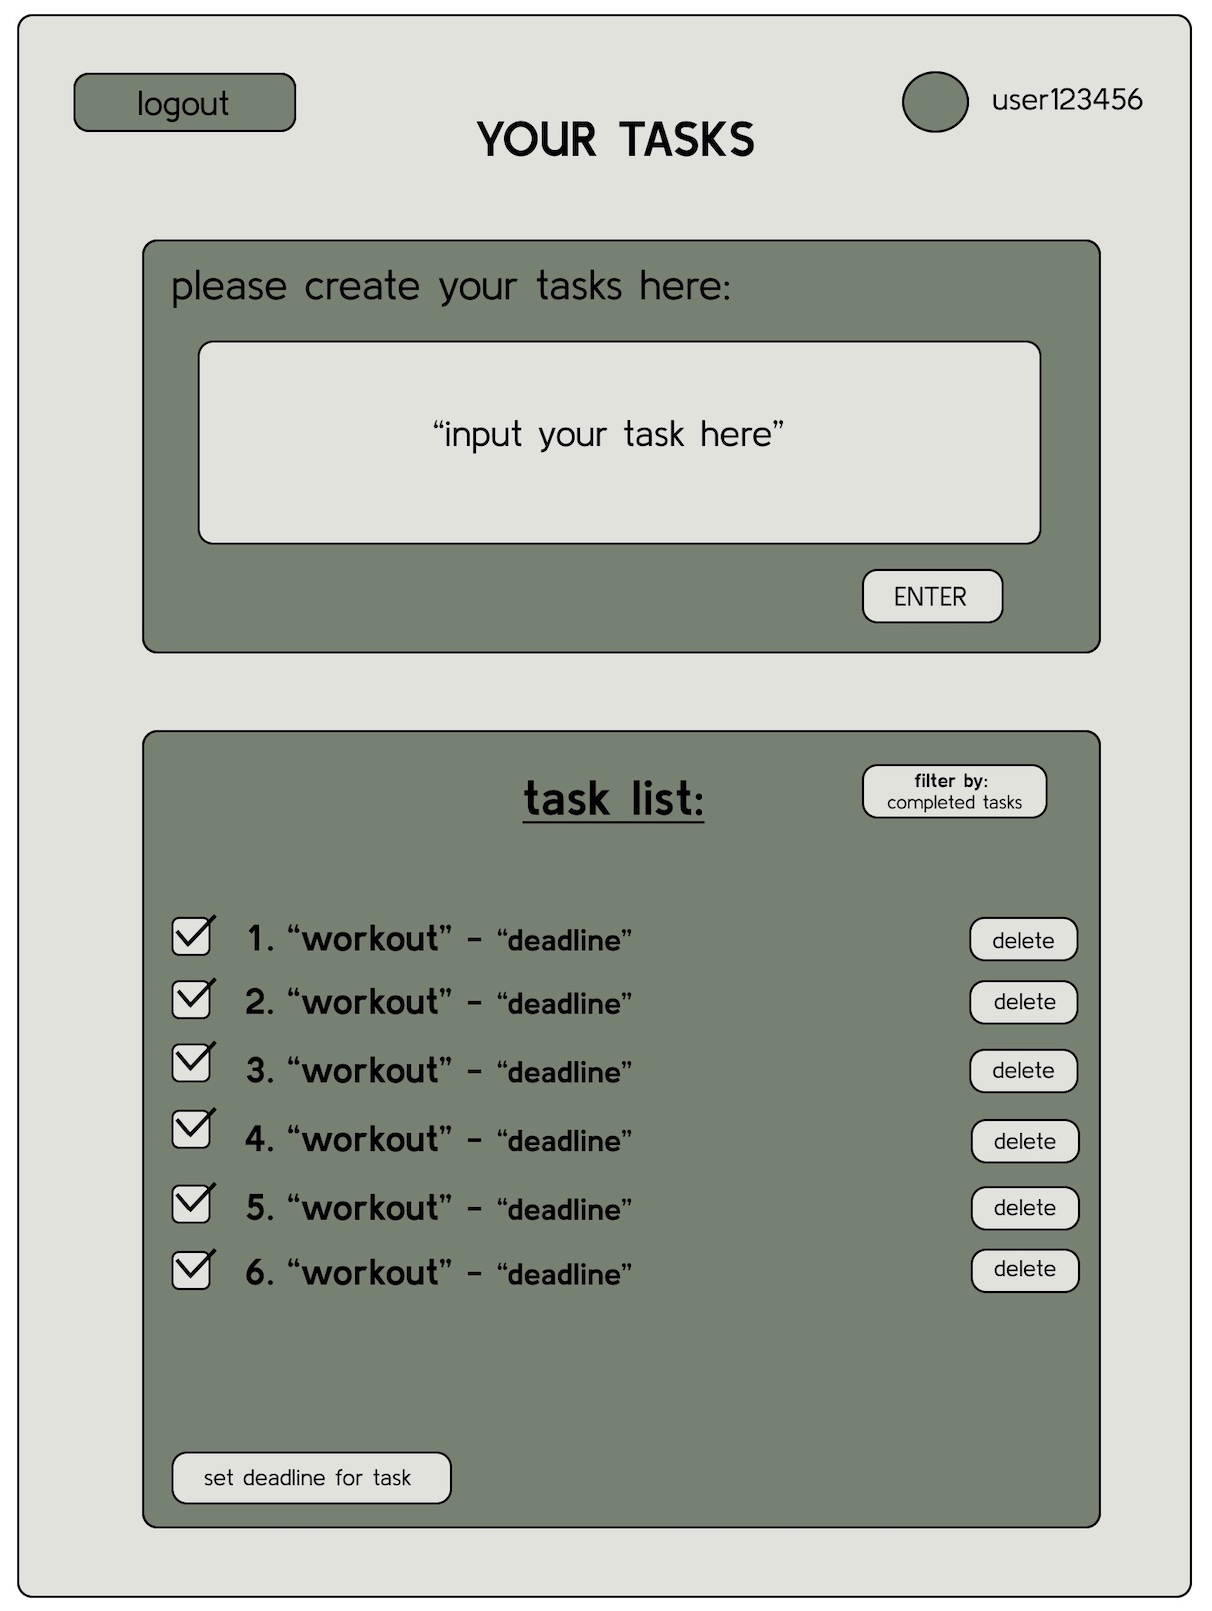 logout
user123456
YOUR TASKS
please create your tasks here:
“input your task here”
ENTER
task list:
filter by:
completed tasks
1. “workout” - “deadline”
delete
2. “workout” - “deadline”
delete
3. “workout” - “deadline”
delete
4. “workout” - “deadline”
delete
5. “workout” - “deadline”
delete
6. “workout” - “deadline”
delete
set deadline for task